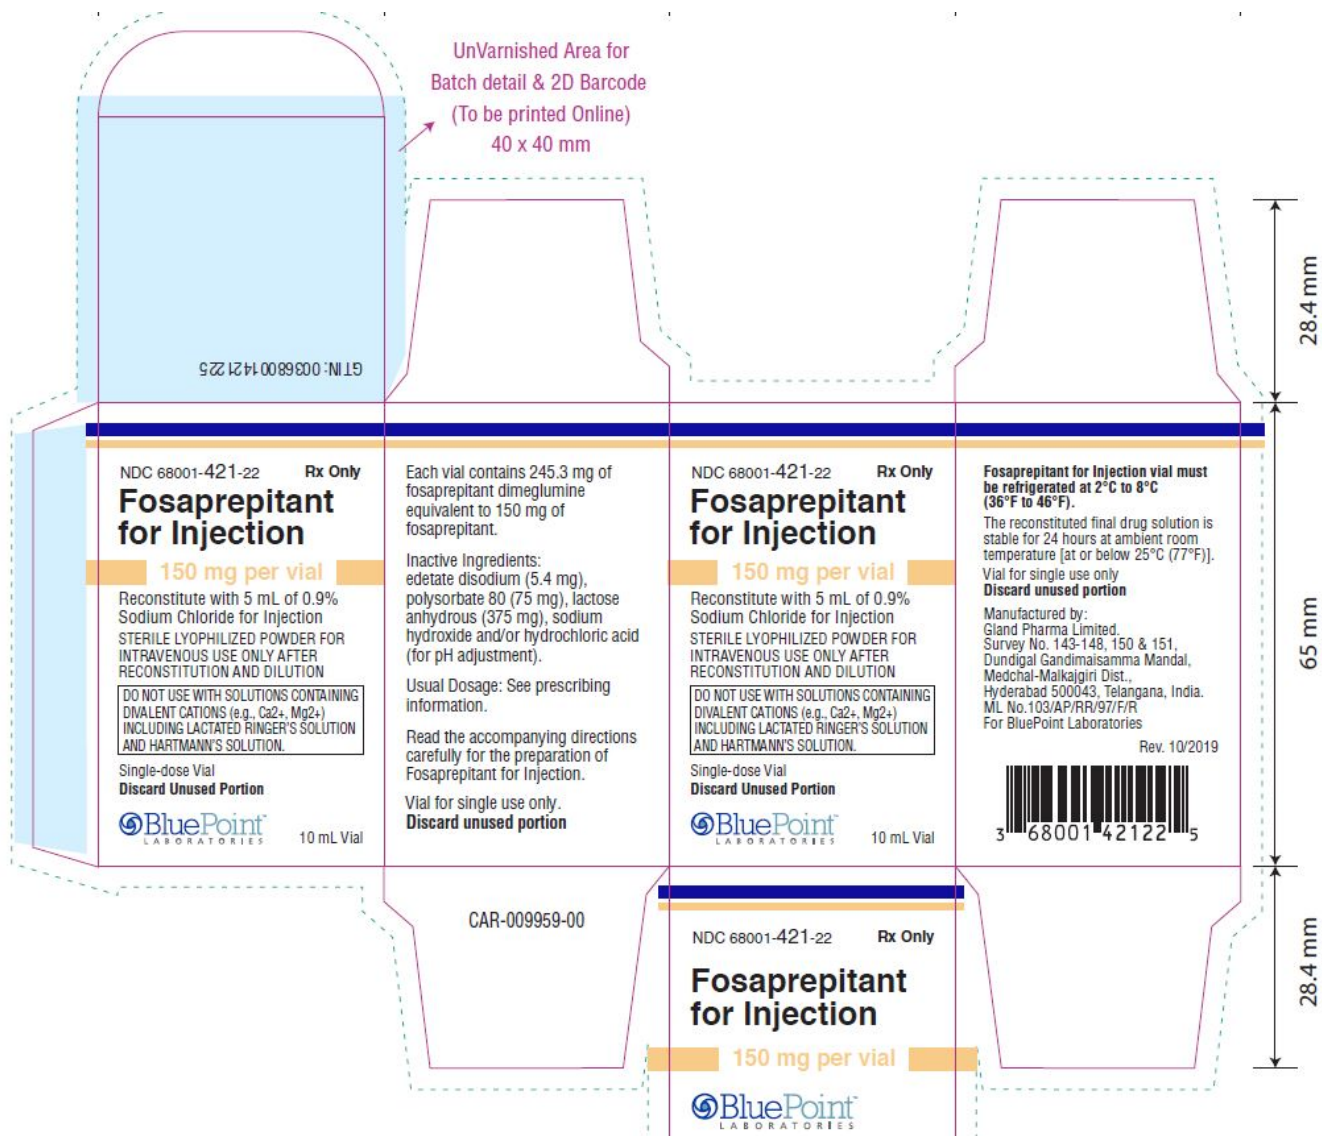 UnVarnished Area for
Batch detail & 2D Barcode
(To be printed Online)
40 x 40 mm
GTIN: 00368001421225
NDC 68001-421-22 Rx Only
Fosaprepitant
for Injection
150 mg per vial
Reconstitute with 5 mL of 0.9%
Sodium Chloride for Injection
STERILE LYOPHILIZED POWDER FOR
INTRAVENOUS USE ONLY AFTER
RECONSTITUTION AND DILUTION
DO NOT USE WITH SOLUTIONS CONTAINING
DIVALENT CATIONS (e.g., Ca2+, Mg2+)
INCLUDING LACTATED RINGER'S SOLUTION
AND HARTMANN'S SOLUTION.
Single-dose Vial
Discard Unused Portion
BluePoint™
LABORATORIES
10 mL Vial
Each vial contains 245.3 mg of
fosaprepitant dimeglumine
equivalent to 150 mg of
fosaprepitant.
Inactive Ingredients:
edetate disodium (5.4 mg),
polysorbate 80 (75 mg), lactose
anhydrous (375 mg), sodium
hydroxide and/or hydrochloric acid
(for pH adjustment).
Usual Dosage: See prescribing
information.
Read the accompanying directions
carefully for the preparation of
Fosaprepitant for Injection.
Vial for single use only.
Discard unused portion
NDC 68001-421-22 Rx Only
Fosaprepitant
for Injection
150 mg per vial
Reconstitute with 5 mL of 0.9%
Sodium Chloride for Injection
STERILE LYOPHILIZED POWDER FOR
INTRAVENOUS USE ONLY AFTER
RECONSTITUTION AND DILUTION
DO NOT USE WITH SOLUTIONS CONTAINING
DIVALENT CATIONS (e.g., Ca2+, Mg2+)
INCLUDING LACTATED RINGER'S SOLUTION
AND HARTMANN'S SOLUTION.
Single-dose Vial
Discard Unused Portion
BluePoint™
LABORATORIES
10 mL Vial
Fosaprepitant for Injection vial must
be refrigerated at 2°C to 8°C
(36°F to 46°F).
The reconstituted final drug solution is
stable for 24 hours at ambient room
temperature [at or below 25°C (77°F)].
Vial for single use only
Discard unused portion
Manufactured by:
Gland Pharma Limited.
Survey No. 143-148, 150 & 151,
Dundigal Gandimaisamma Mandal,
Medchal-Malkajgiri Dist.,
Hyderabad 500043, Telangana, India.
ML No.103/AP/RR/97/F/R
For BluePoint Laboratories
Rev. 10/2019
3 68001 42122 5
28.4 mm
65 mm
28.4 mm
CAR-009959-00
NDC 68001-421-22 Rx Only
Fosaprepitant
for Injection
150 mg per vial
BluePoint™
LABORATORIES